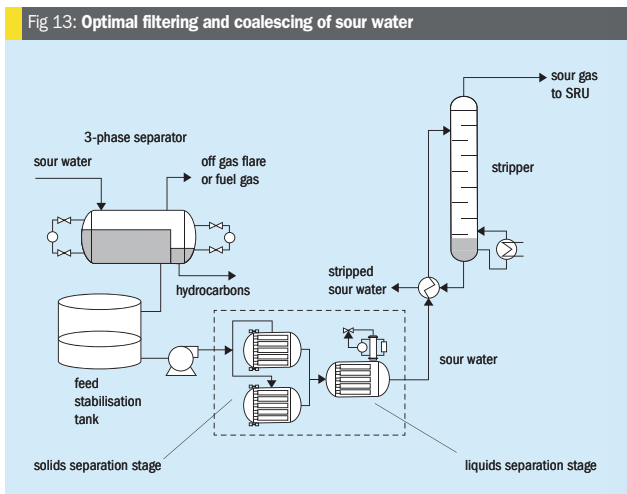 Fig 13: Optimal filtering and coalescing of sour water
sour gas
to SRU
3-phase separator
sour water
off gas flare
or fuel gas
stripper
stripped
sour water
hydrocarbons
sour water
feed
stabilisation
tank
solids separation stage
liquids separation stage